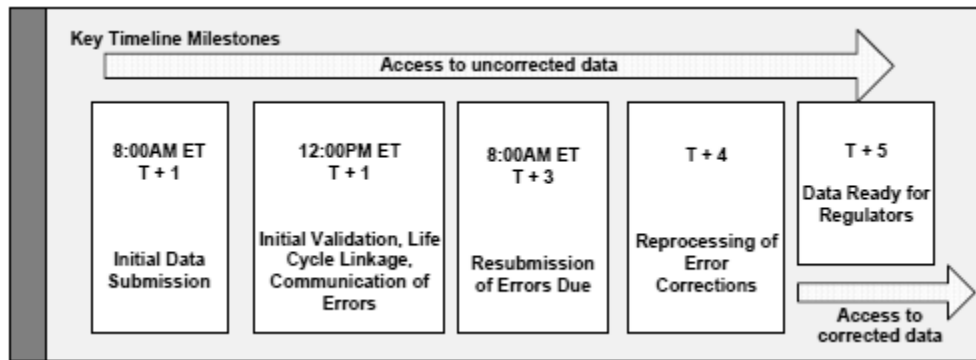 Key Timeline Milestones
Access to uncorrected data
8:00AM ET
T + 1
Initial Data
Submission
12:00PM ET
T + 1
Initial Validation, Life
Cycle Linkage,
Communication of
Errors
8:00AM ET
T + 3
Resubmission
of Errors Due
T + 4
Reprocessing of
Error
Corrections
T + 5
Data Ready for
Regulators
Access to
corrected data